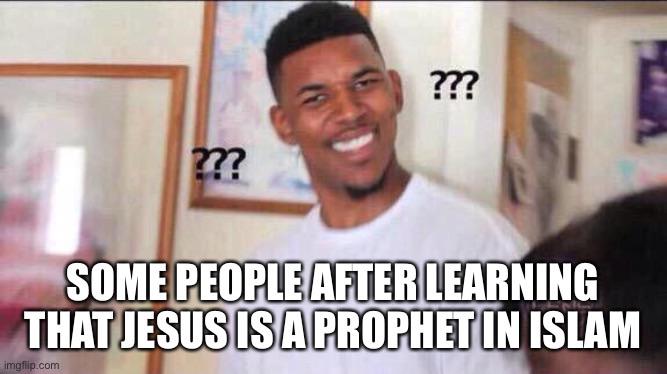 ???
???
SOME PEOPLE AFTER LEARNING
THAT JESUS IS A PROPHET IN ISLAM
imgflip.com